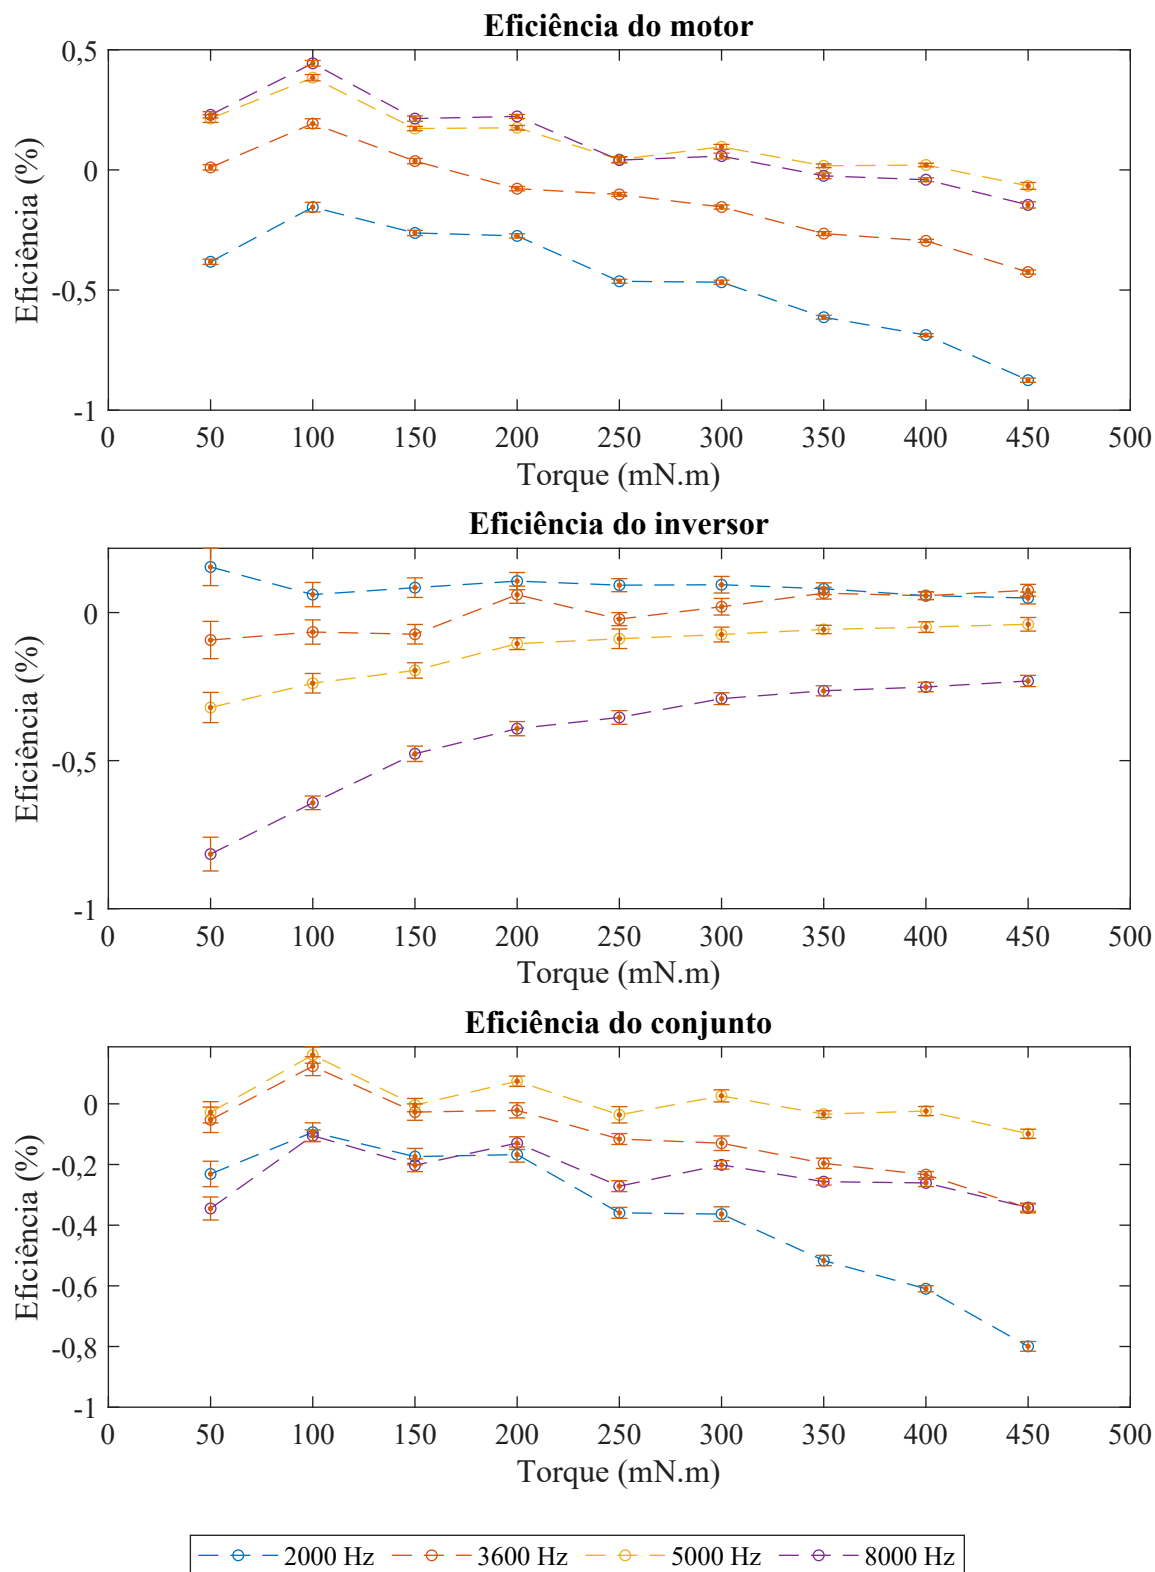 Eficiência do motor
0,5
0
-0,5
-1
Eficiência (%)
0 50 100 150 200 250 300 350 400 450 500
Torque (mN.m)
Eficiência do inversor
0
-0,5
-1
Eficiência (%)
0 50 100 150 200 250 300 350 400 450 500
Torque (mN.m)
Eficiência do conjunto
0
-0,2
-0,4
-0,6
-0,8
-1
Eficiência (%)
0 50 100 150 200 250 300 350 400 450 500
Torque (mN.m)
2000 Hz 3600 Hz 5000 Hz 8000 Hz